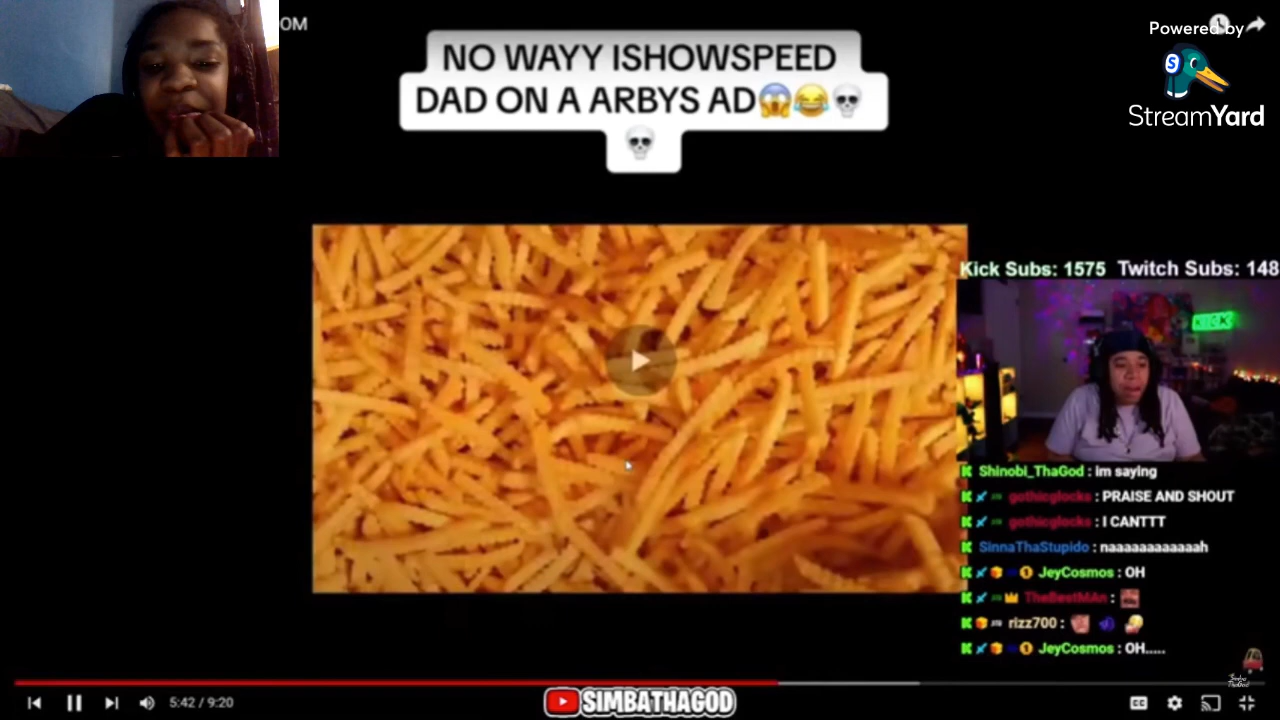 OM
Powered by
StreamYard
NO WAYY ISHOWSPEED
DAD ON A ARBYS AD😱😂💀
💀
Kick Subs: 1575 Twitch Subs: 148
KICK
Shinobi_ThaGod : im saying
gothicglocks : PRAISE AND SHOUT
gothicglocks : I CANTTT
SinnaThaStupido : naaaaaaaaaaaah
JeyCosmos : OH
TheBestMAn :
rizz700 :
JeyCosmos : OH.....
5:42 / 9:20
SIMBATHAGOD